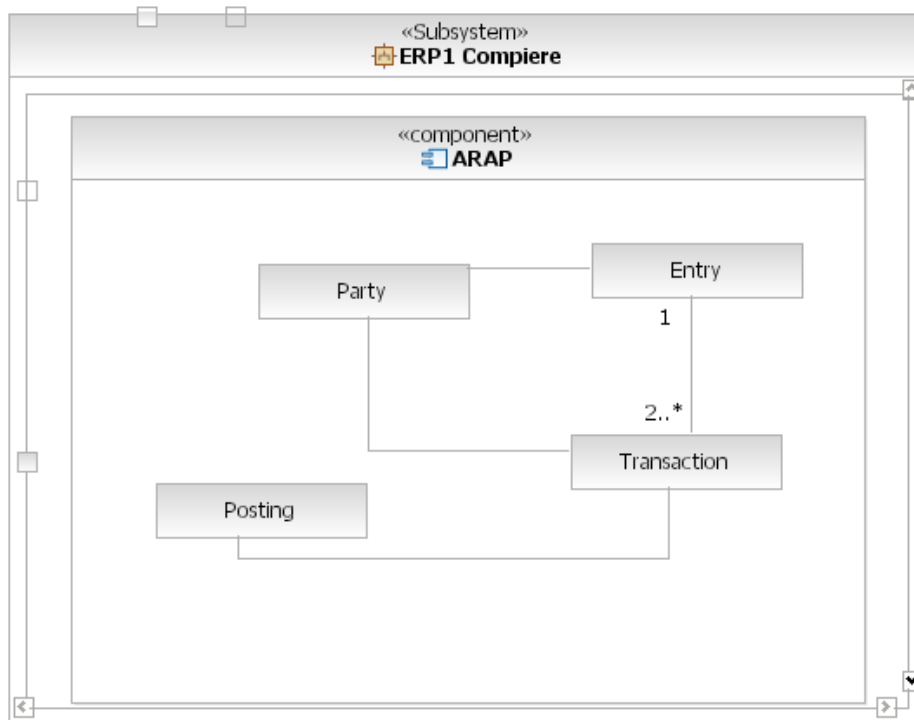 «Subsystem»
ERP1 Compiere
«component»
ARAP
Entry
Party
1
2..*
Transaction
Posting